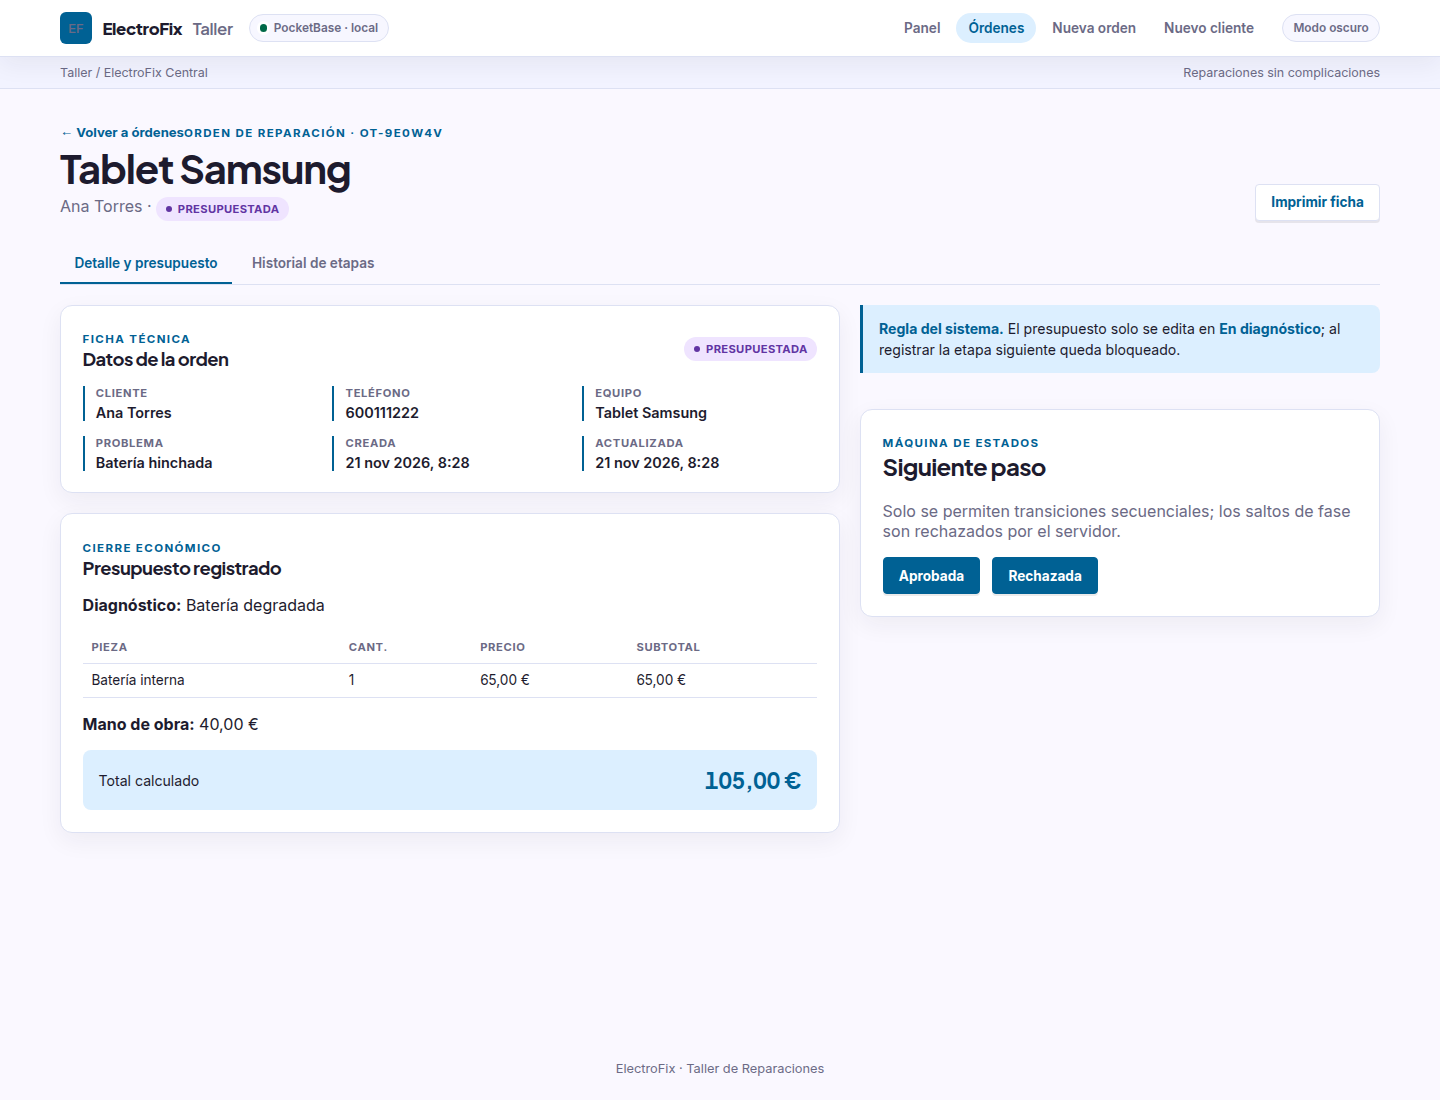 EF ElectroFix Taller PocketBase · local Panel Órdenes Nueva orden Nuevo cliente Modo oscuro
Taller / ElectroFix Central Reparaciones sin complicaciones
← Volver a órdenesORDEN DE REPARACIÓN · OT-9E0W4V
Tablet Samsung
Ana Torres · PRESUPUESTADA
Imprimir ficha
Detalle y presupuesto Historial de etapas
FICHA TÉCNICA
Datos de la orden
PRESUPUESTADA
CLIENTE TELÉFONO EQUIPO
Ana Torres 600111222 Tablet Samsung
PROBLEMA CREADA ACTUALIZADA
Batería hinchada 21 nov 2026, 8:28 21 nov 2026, 8:28
CIERRE ECONÓMICO
Presupuesto registrado
Diagnóstico: Batería degradada
PIEZA CANT. PRECIO SUBTOTAL
Batería interna 1 65,00 € 65,00 €
Mano de obra: 40,00 €
Total calculado 105,00 €
Regla del sistema. El presupuesto solo se edita en En diagnóstico; al
registrar la etapa siguiente queda bloqueado.
MÁQUINA DE ESTADOS
Siguiente paso
Solo se permiten transiciones secuenciales; los saltos de fase
son rechazados por el servidor.
Aprobada Rechazada
ElectroFix · Taller de Reparaciones